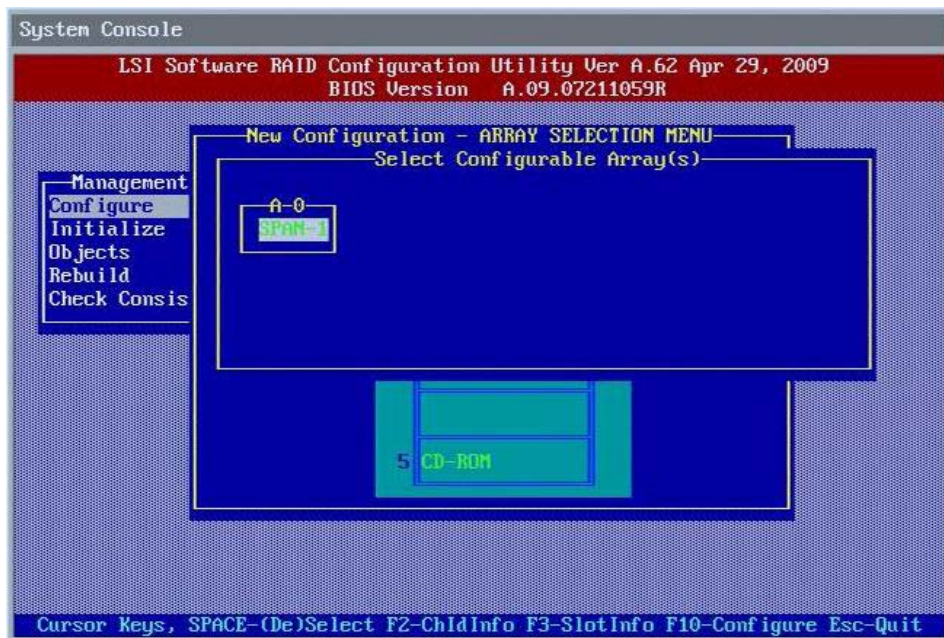 System Console
LSI Software RAID Configuration Utility Ver A.62 Apr 29, 2009
BIOS Version A.09.07211059R
New Configuration - ARRAY SELECTION MENU
Select Configurable Array(s)
Management
Configure
Initialize
Objects
Rebuild
Check Consis
A-0
SPAN-1
5 CD-ROM
Cursor Keys, SPACE-(De)Select F2-ChldInfo F3-SlotInfo F10-Configure Esc-Quit